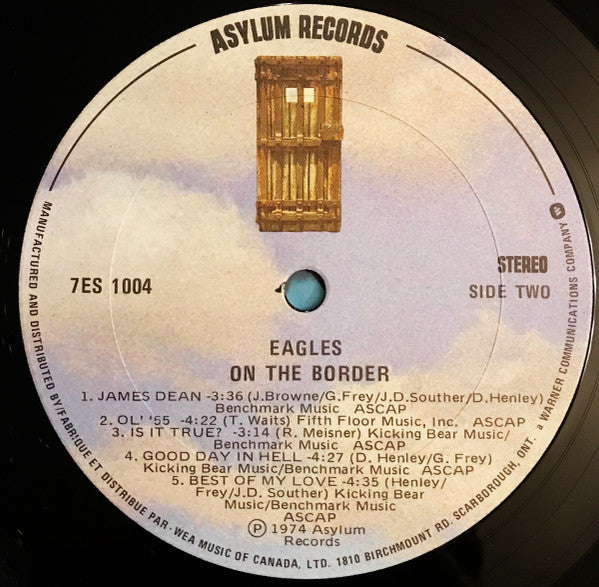 ASYLUM RECORDS
7ES 1004
STEREO
SIDE TWO
EAGLES
ON THE BORDER
1. JAMES DEAN -3:36 (J.Browne/G.Frey/J.D.Souther/D.Henley)
Benchmark Music ASCAP
2. OL' '55 -4:22 (T. Waits) Fifth Floor Music, Inc. ASCAP
3. IS IT TRUE? -3:14 (R. Meisner) Kicking Bear Music/
Benchmark Music ASCAP
4. GOOD DAY IN HELL -4:27 (D. Henley/G. Frey)
Kicking Bear Music/Benchmark Music ASCAP
5. BEST OF MY LOVE -4:35 (Henley/
Frey/J.D. Souther) Kicking Bear
Music/Benchmark Music
ASCAP
Ⓟ 1974 Asylum
Records
MANUFACTURED AND DISTRIBUTED BY/FABRIQUE ET DISTRIBUE PAR - WEA MUSIC OF CANADA, LTD. 1810 BIRCHMOUNT RD. SCARBOROUGH, ONT. a WARNER COMMUNICATIONS COMPANY